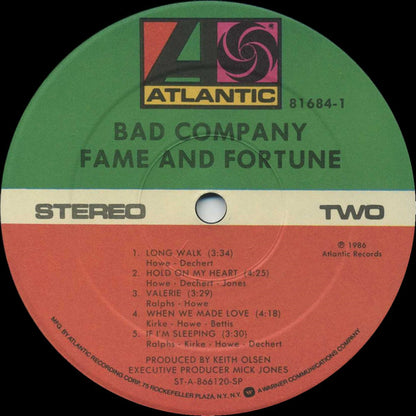 ATLANTIC
81684-1
BAD COMPANY
FAME AND FORTUNE
STEREO
TWO
℗ 1986
Atlantic Records
1. LONG WALK (3:34)
Howe - Dechert
2. HOLD ON MY HEART (4:25)
Howe - Dechert - Jones
3. VALERIE (3:29)
Ralphs - Howe
4. WHEN WE MADE LOVE (4:18)
Kirke - Howe - Bettis
5. IF I'M SLEEPING (3:30)
Ralphs - Kirke - Howe - Dechert
PRODUCED BY KEITH OLSEN
EXECUTIVE PRODUCER MICK JONES
ST-A-866120-SP
MFG. BY ATLANTIC RECORDING CORP. 75 ROCKEFELLER PLAZA, N.Y., N.Y. A WARNER COMMUNICATIONS COMPANY